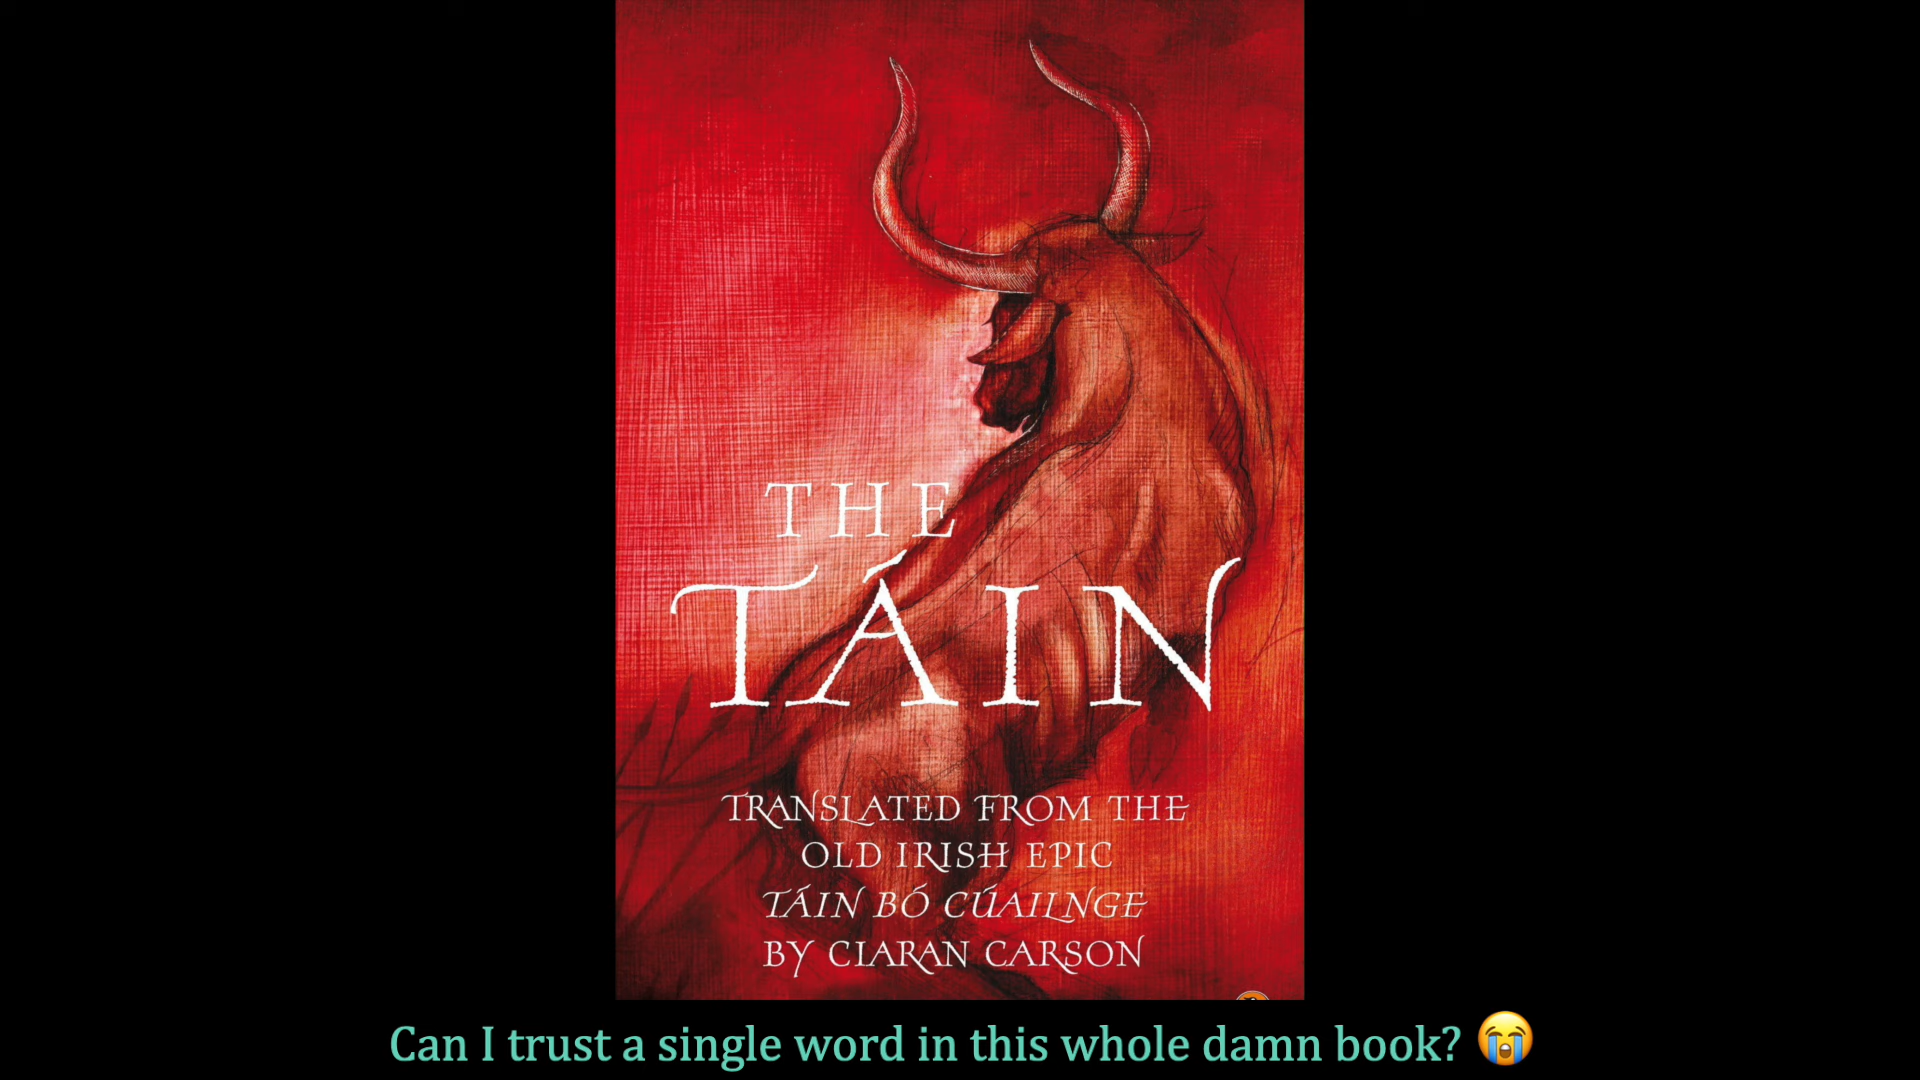 THE
TÁIN
TRANSLATED FROM THE
OLD IRISH EPIC
TÁIN BÓ CÚAILNGE
BY CIARAN CARSON
Can I trust a single word in this whole damn book? 😭